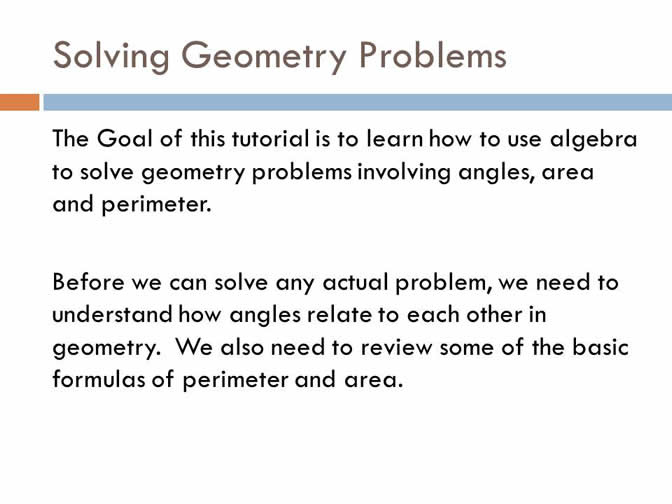 Solving Geometry Problems
The Goal of this tutorial is to learn how to use algebra
to solve geometry problems involving angles, area
and perimeter.
Before we can solve any actual problem, we need to
understand how angles relate to each other in
geometry.  We also need to review some of the basic
formulas of perimeter and area.